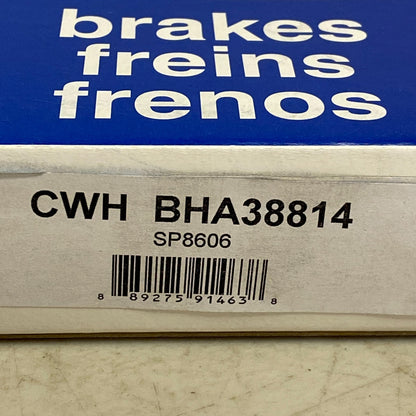 brakes
freins
frenos
CWH BHA38814
SP8606
8 89275 91463 8